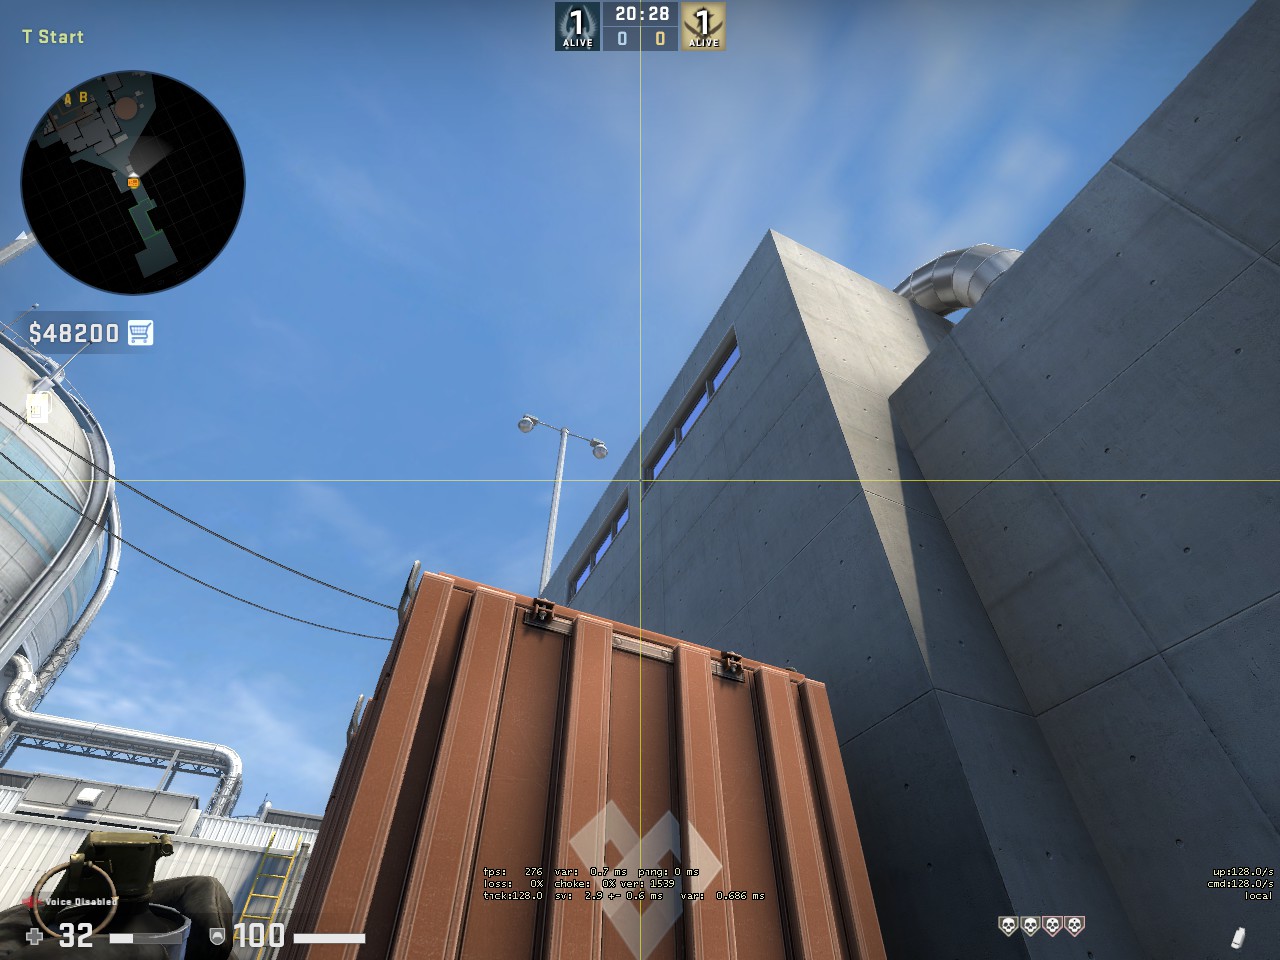 T Start
1
ALIVE
20:28
0 0
1
ALIVE
A B
$48200
fps: 276 var: 0.7 ms ping: 0 ms
loss: 0% choke: 0% ver: 1539
tick:128.0 sv: 2.9 +- 0.6 ms var: 0.686 ms
up:128.0/s
cmd:128.0/s
local
Voice Disabled
32
100